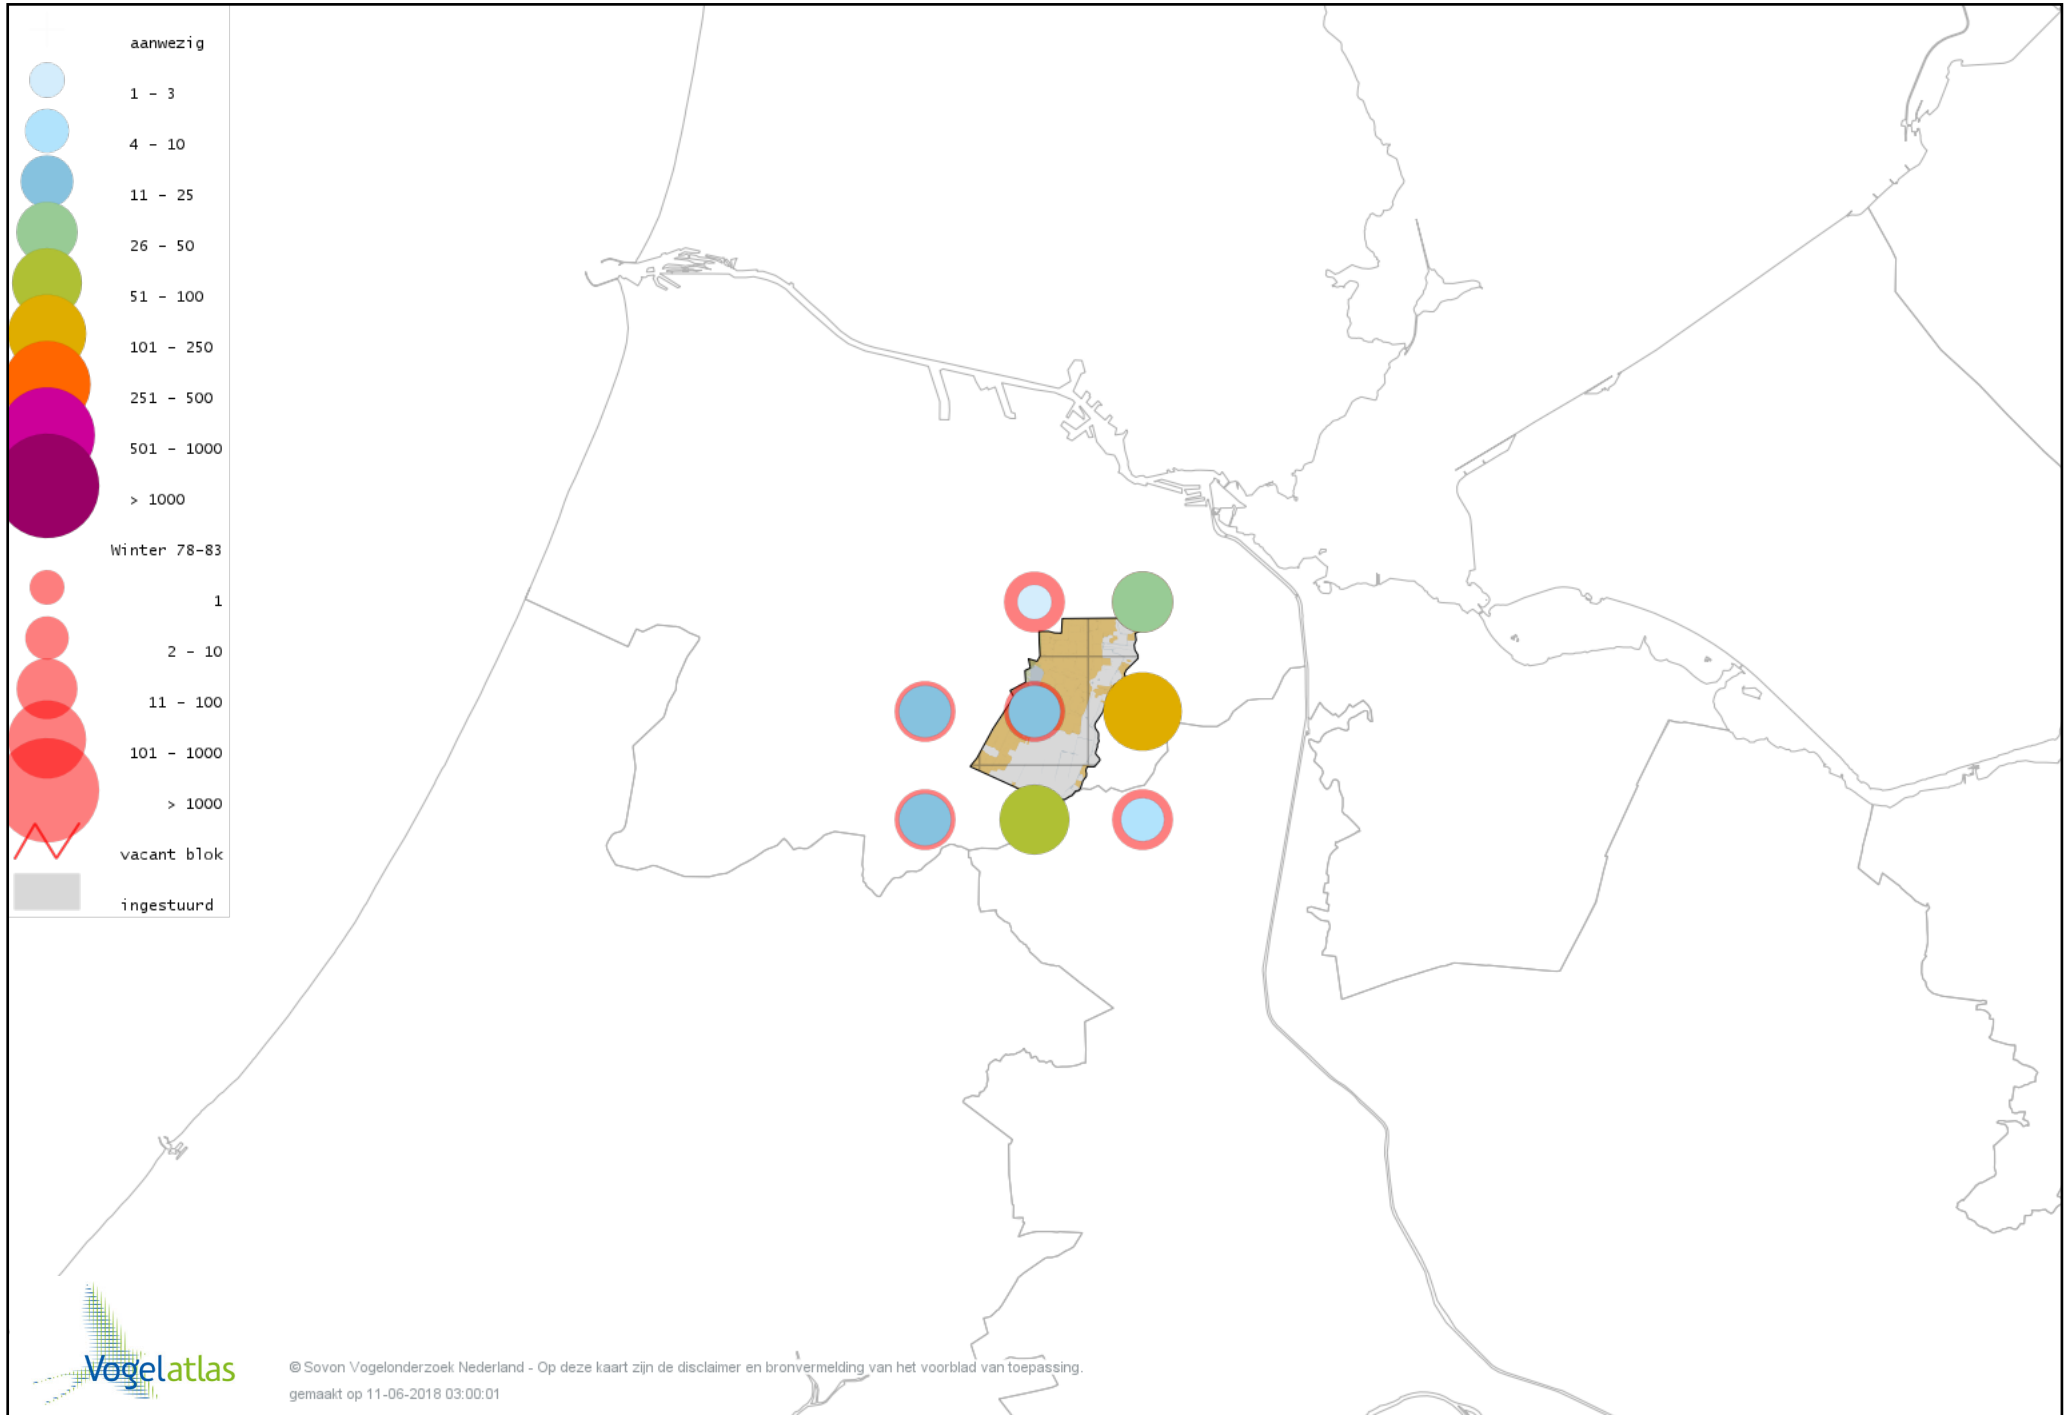 aanwezig
1 - 3
4 - 10
11 - 25
26 - 50
51 - 100
101 - 250
251 - 500
501 - 1000
> 1000
Winter 78-83
1
2 - 10
11 - 100
101 - 1000
> 1000
vacant blok
ingestuurd
Vogelatlas
© Sovon Vogelonderzoek Nederland - Op deze kaart zijn de disclaimer en bronvermelding van het voorblad van toepassing.
gemaakt op 11-06-2018 03:00:01